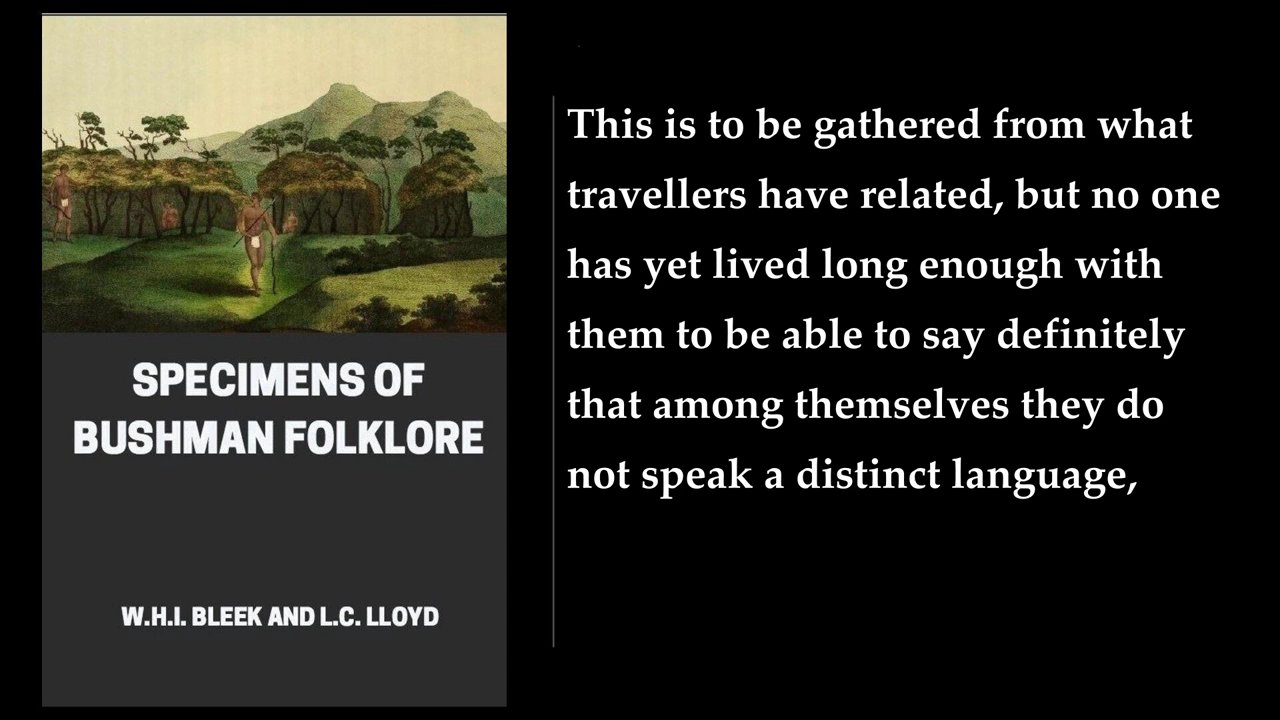 SPECIMENS OF
BUSHMAN FOLKLORE
W.H.I. BLEEK AND L.C. LLOYD
This is to be gathered from what
travellers have related, but no one
has yet lived long enough with
them to be able to say definitely
that among themselves they do
not speak a distinct language,